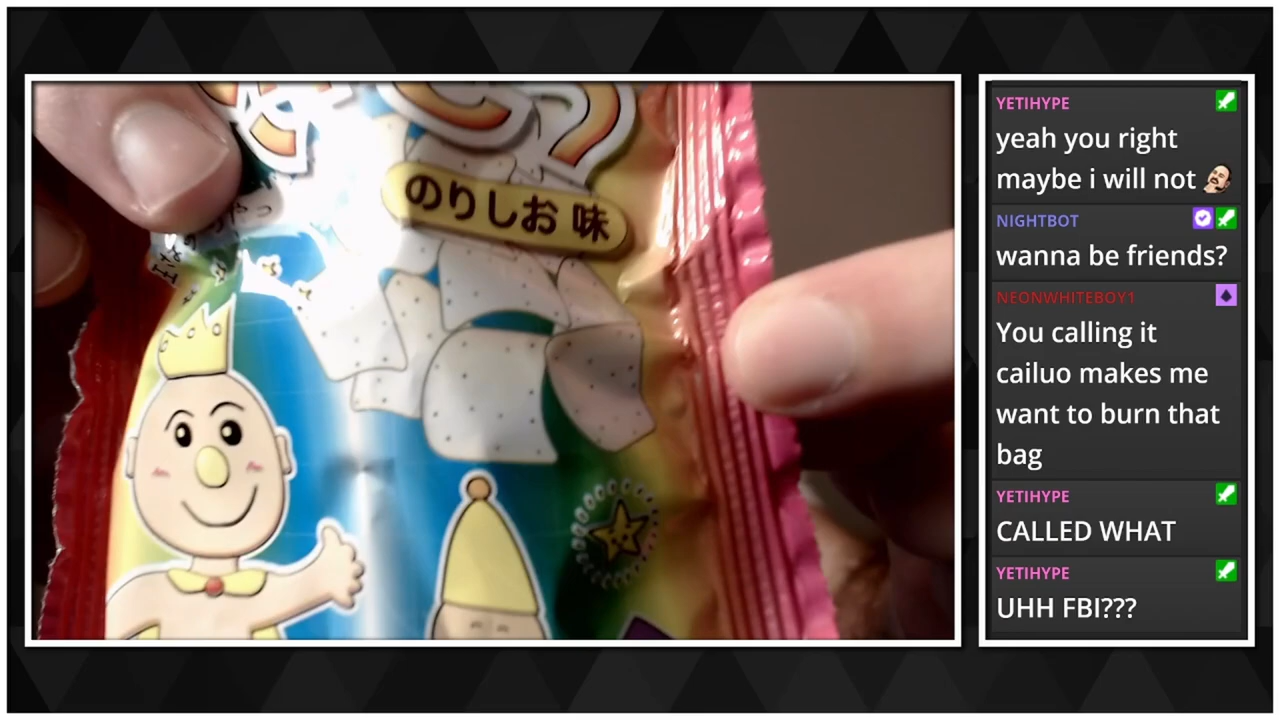 のりしお 味
YETIHYPE
yeah you right
maybe i will not
NIGHTBOT
wanna be friends?
NEONWHITEBOY1
You calling it
cailuo makes me
want to burn that
bag
YETIHYPE
CALLED WHAT
YETIHYPE
UHH FBI???